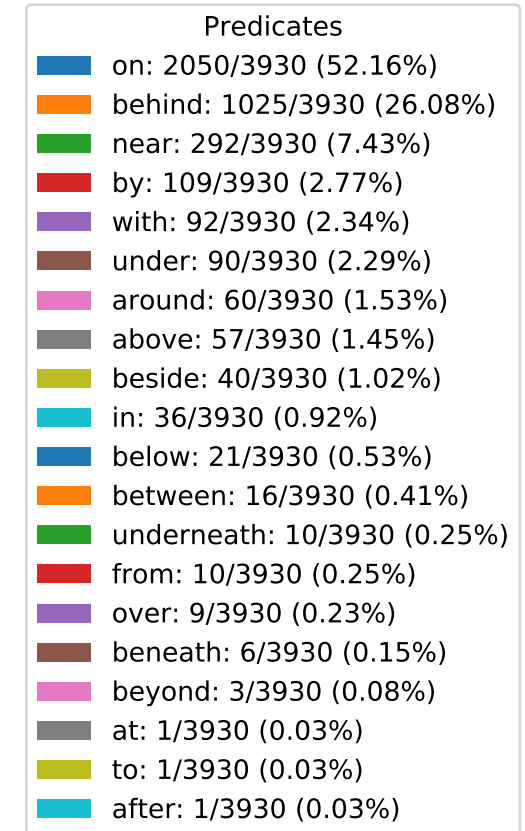 Predicates
on: 2050/3930 (52.16%)
behind: 1025/3930 (26.08%)
near: 292/3930 (7.43%)
by: 109/3930 (2.77%)
with: 92/3930 (2.34%)
under: 90/3930 (2.29%)
around: 60/3930 (1.53%)
above: 57/3930 (1.45%)
beside: 40/3930 (1.02%)
in: 36/3930 (0.92%)
below: 21/3930 (0.53%)
between: 16/3930 (0.41%)
underneath: 10/3930 (0.25%)
from: 10/3930 (0.25%)
over: 9/3930 (0.23%)
beneath: 6/3930 (0.15%)
beyond: 3/3930 (0.08%)
at: 1/3930 (0.03%)
to: 1/3930 (0.03%)
after: 1/3930 (0.03%)